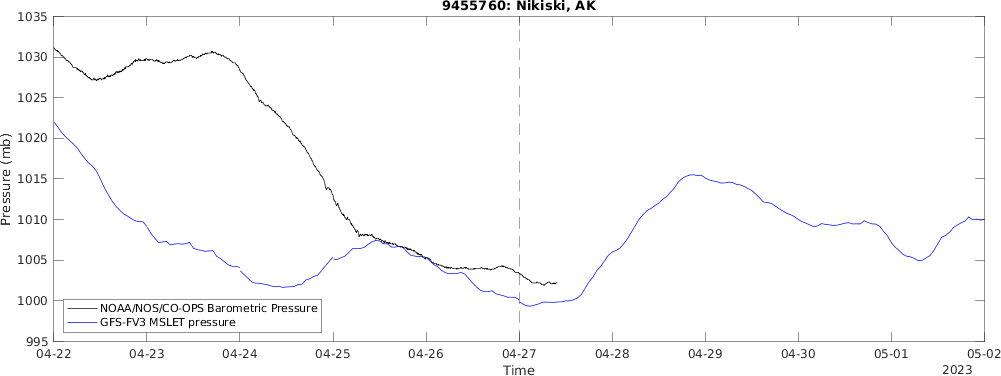 9455760: Nikiski, AK
1035
1030
1025
1020
1015
1010
1005
1000
995
Pressure (mb)
NOAA/NOS/CO-OPS Barometric Pressure
GFS-FV3 MSLET pressure
04-22 04-23 04-24 04-25 04-26 04-27 04-28 04-29 04-30 05-01 05-02
Time
2023